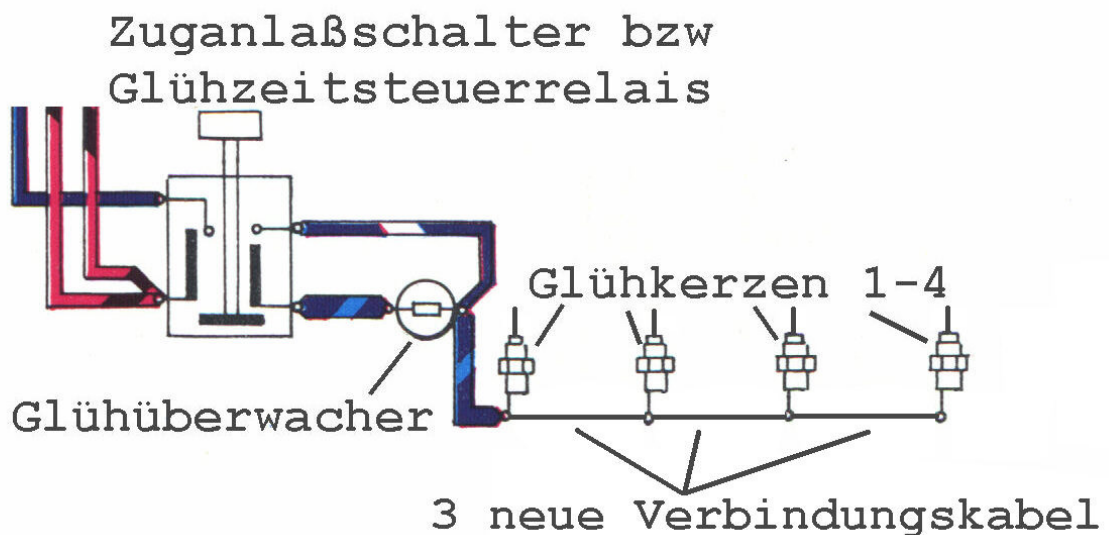 Zuganlaßschalter bzw
Glühzeitsteuerrelais
Glühkerzen 1-4
Glühüberwacher
3 neue Verbindungskabel